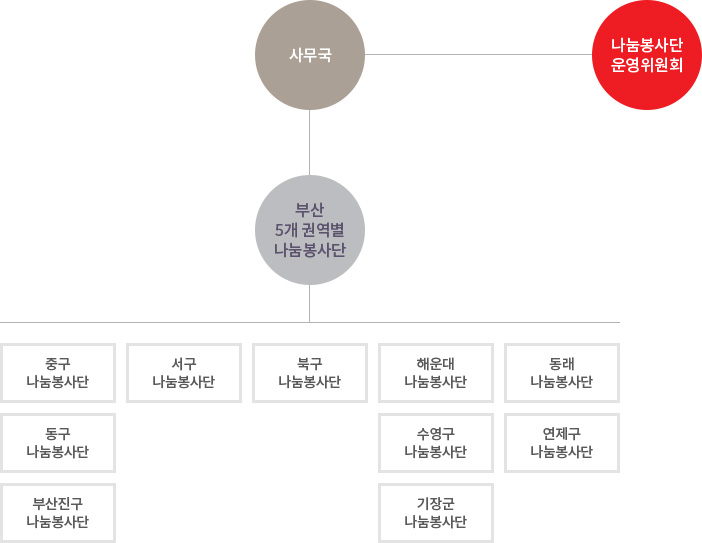 사무국
나눔봉사단
운영위원회
부산
5개 권역별
나눔봉사단
중구
나눔봉사단
서구
나눔봉사단
북구
나눔봉사단
해운대
나눔봉사단
동래
나눔봉사단
동구
나눔봉사단
수영구
나눔봉사단
연제구
나눔봉사단
부산진구
나눔봉사단
기장군
나눔봉사단